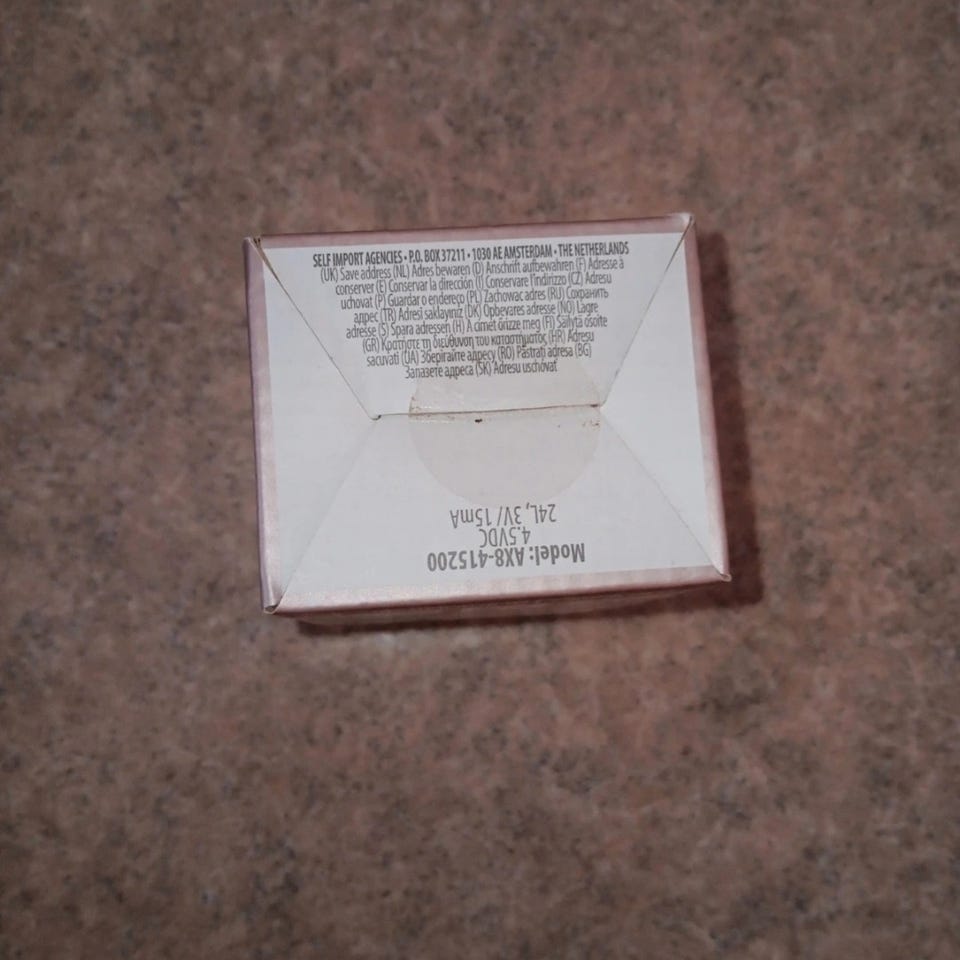 SELF IMPORT AGENCIES • P.O. BOX 37211 • 1030 AE AMSTERDAM • THE NETHERLANDS
(UK) Save address (NL) Adres bewaren (D) Anschrift aufbewahren (F) Adresse à
conserver (E) Conservar la dirección (I) Conservare l'indirizzo (CZ) Adresu
uchovat (P) Guardar o endereço (PL) Zachowac adres (RU) Сохранить
адрес (TR) Adresi saklayiniz (DK) Opbevares adresse (NO) Lagre
adresse (S) Spara adressen (H) A címét őrizze meg (FI) Säilytä osoite
(GR) Κρατήστε τη διεύθυνση του καταστήματος (HR) Adresu
sacuvati (UA) Зберігайте адресу (RO) Pastrati adresa (BG)
Запазете адреса (SK) Adresu uschovat
Model: AX8-415200
4.5VDC
24L, 3V/ 15mA